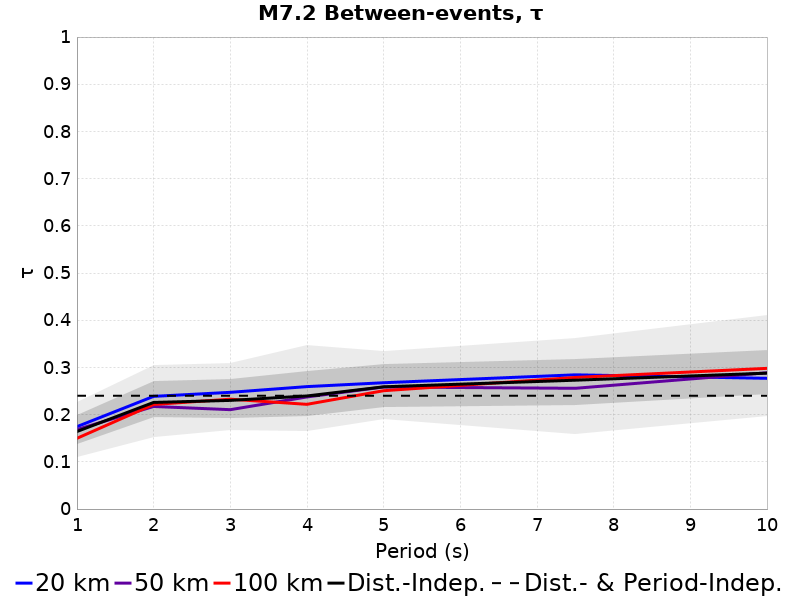 M7.2 Between-events, τ
1
0.9
0.8
0.7
0.6
0.5
0.4
0.3
0.2
0.1
0
τ
1 2 3 4 5 6 7 8 9 10
Period (s)
20 km 50 km 100 km Dist.-Indep. Dist.- & Period-Indep.